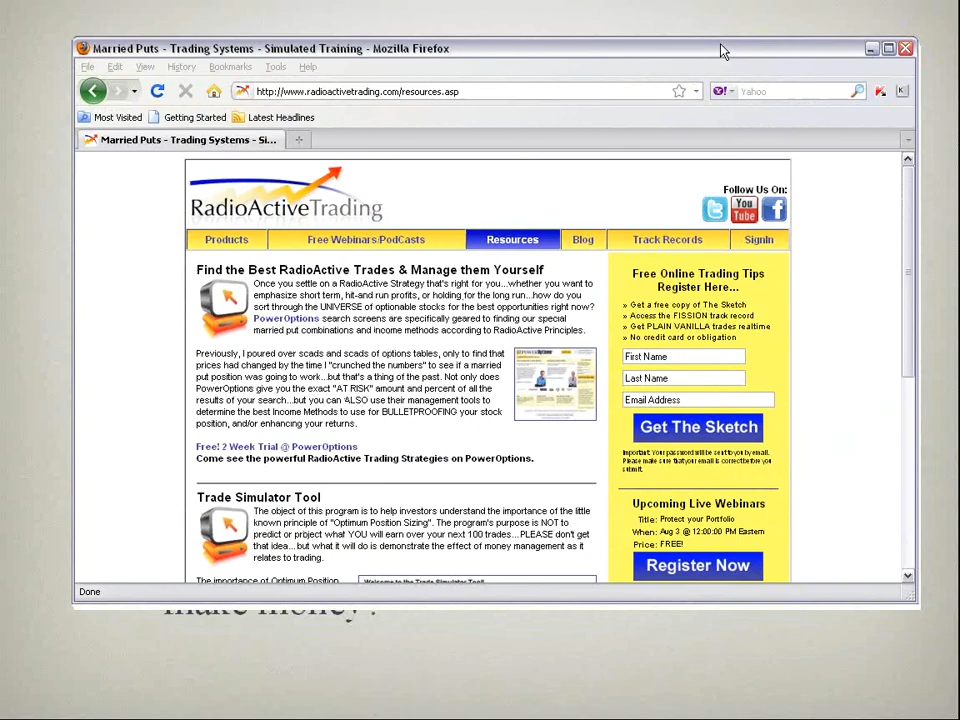 Married Puts - Trading Systems - Simulated Training - Mozilla Firefox
File Edit View History Bookmarks Tools Help
http://www.radioactivetrading.com/resources.asp
Yahoo
Most Visited Getting Started Latest Headlines
Married Puts - Trading Systems - Si...
RadioActiveTrading
Follow Us On:
You
Tube
Products Free Webinars/PodCasts Resources Blog Track Records SignIn
Find the Best RadioActive Trades & Manage them Yourself
Once you settle on a RadioActive Strategy that's right for you...whether you want to
emphasize short term, hit-and run profits, or holding for the long run...how do you
sort through the UNIVERSE of optionable stocks for the best opportunities right now?
PowerOptions search screens are specifically geared to finding our special
married put combinations and income methods according to RadioActive Principles.
Previously, I poured over scads and scads of options tables, only to find that
prices had changed by the time I "crunched the numbers" to see if a married
put position was going to work...but that's a thing of the past. Not only does
PowerOptions give you the exact "AT RISK" amount and percent of all the
results of your search...but you can ALSO use their management tools to
determine the best Income Methods to use for BULLETPROOFING your stock
position, and/or enhancing your returns.
Free! 2 Week Trial @ PowerOptions
Come see the powerful RadioActive Trading Strategies on PowerOptions.
Trade Simulator Tool
The object of this program is to help investors understand the importance of the little
known principle of "Optimum Position Sizing". The program's purpose is NOT to
predict or project what YOU will earn over your next 100 trades...PLEASE don't get
that idea...but what it will do is demonstrate the effect of money management as it
relates to trading.
The importance of Optimum Position
Welcome to the Trade Simulator Tool!
Free Online Trading Tips
Register Here...
» Get a free copy of The Sketch
» Access the FISSION track record
» Get PLAIN VANILLA trades realtime
» No credit card or obligation
First Name
Last Name
Email Address
Get The Sketch
Important: Your password will be sent to you by email.
Please make sure that your email is correct before you
submit.
Upcoming Live Webinars
Title: Protect your Portfolio
When: Aug 3 @ 12:00:00 PM Eastern
Price: FREE!
Register Now
Done
make money?